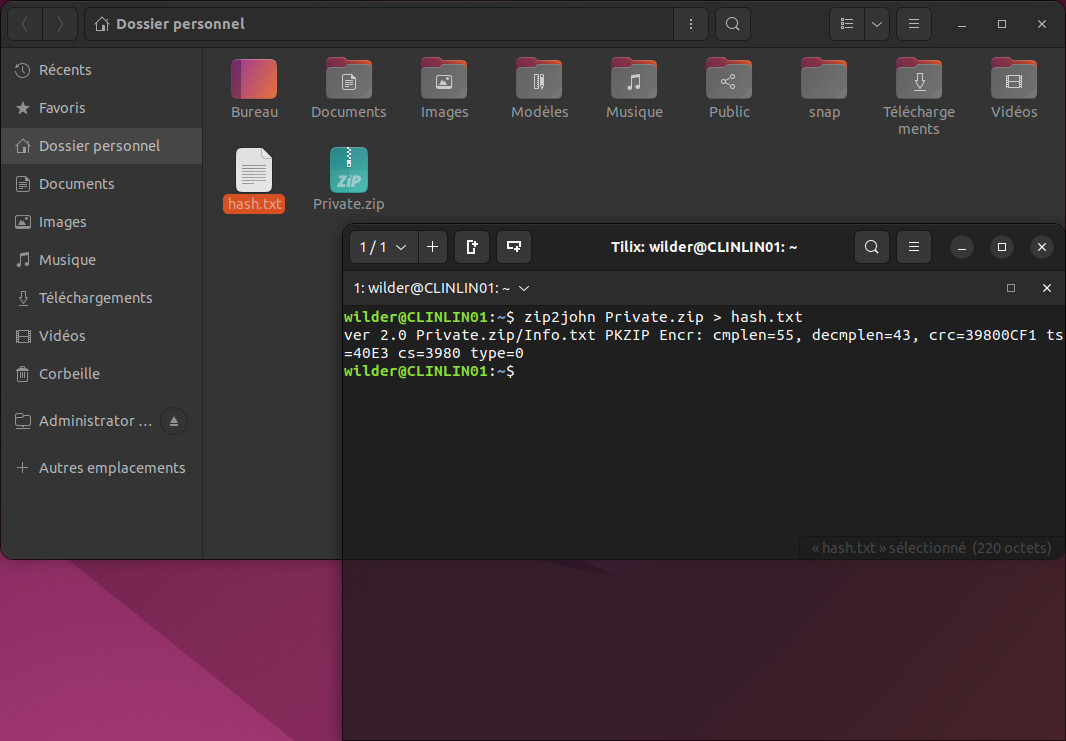 Dossier personnel
Récents
Favoris
Dossier personnel
Documents
Images
Musique
Téléchargements
Vidéos
Corbeille
Administrator ...
Autres emplacements
Bureau
Documents
Images
Modèles
Musique
Public
snap
Télécharge
ments
Vidéos
hash.txt
ZIP
Private.zip
1 / 1
Tilix: wilder@CLINLIN01: ~
1: wilder@CLINLIN01: ~
wilder@CLINLIN01:~$ zip2john Private.zip > hash.txt
ver 2.0 Private.zip/Info.txt PKZIP Encr: cmplen=55, decmplen=43, crc=39800CF1 ts
=40E3 cs=3980 type=0
wilder@CLINLIN01:~$
« hash.txt » sélectionné (220 octets)